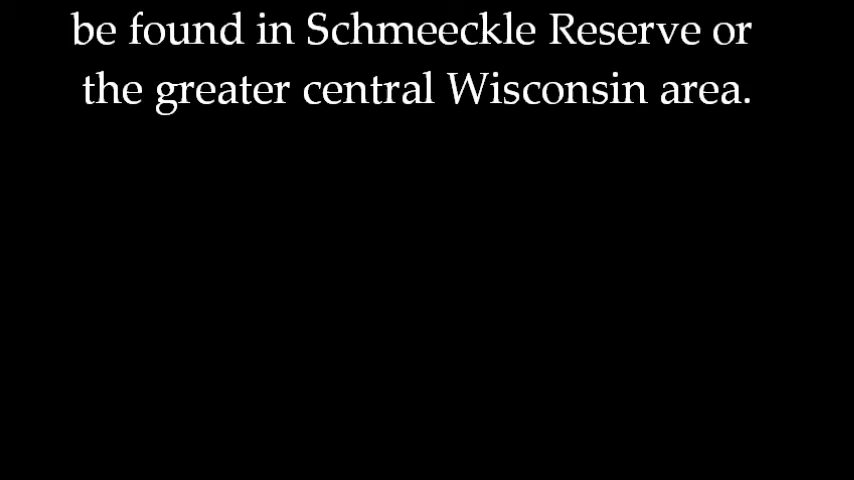 be found in Schmeeckle Reserve or
the greater central Wisconsin area.